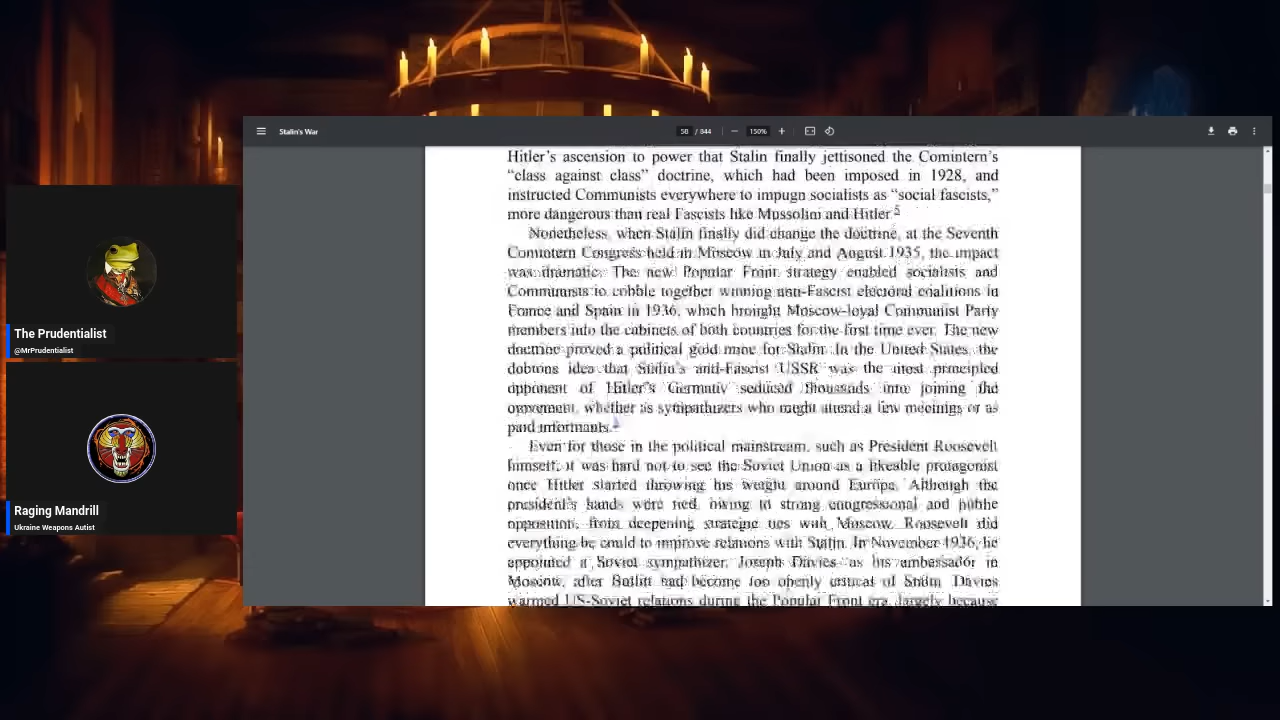 Stalin's War
58 / 844
150%
Hitler's ascension to power that Stalin finally jettisoned the Comintern's
“class against class” doctrine, which had been imposed in 1928, and
instructed Communists everywhere to impugn socialists as “social fascists,”
more dangerous than real Fascists like Mussolini and Hitler.5
Nonetheless, when Stalin finally did change the doctrine, at the Seventh
Comintern Congress held in Moscow in July and August 1935, the impact
was dramatic. The new Popular Front strategy enabled socialists and
Communists to cobble together winning anti-Fascist electoral coalitions in
France and Spain in 1936, which brought Moscow-loyal Communist Party
members into the cabinets of both countries for the first time ever. The new
doctrine proved a political gold mine for Stalin. In the United States, the
dubious idea that Stalin's anti-Fascist USSR was the most principled
opponent of Hitler's Germany seduced thousands into joining the
movement, whether as sympathizers who might attend a few meetings or as
paid informants.
Even for those in the political mainstream, such as President Roosevelt
himself, it was hard not to see the Soviet Union as a likeable protagonist
once Hitler started throwing his weight around Europe. Although the
president's hands were tied, owing to strong congressional and public
opposition, from deepening strategic ties with Moscow, Roosevelt did
everything he could to improve relations with Stalin. In November 1936, he
appointed a Soviet sympathizer, Joseph Davies as his ambassador in
Moscow, after Bullitt had become too openly critical of Stalin. Davies
warmed US-Soviet relations during the Popular Front era, largely because
The Prudentialist
@MrPrudentialist
Raging Mandrill
Ukraine Weapons Autist